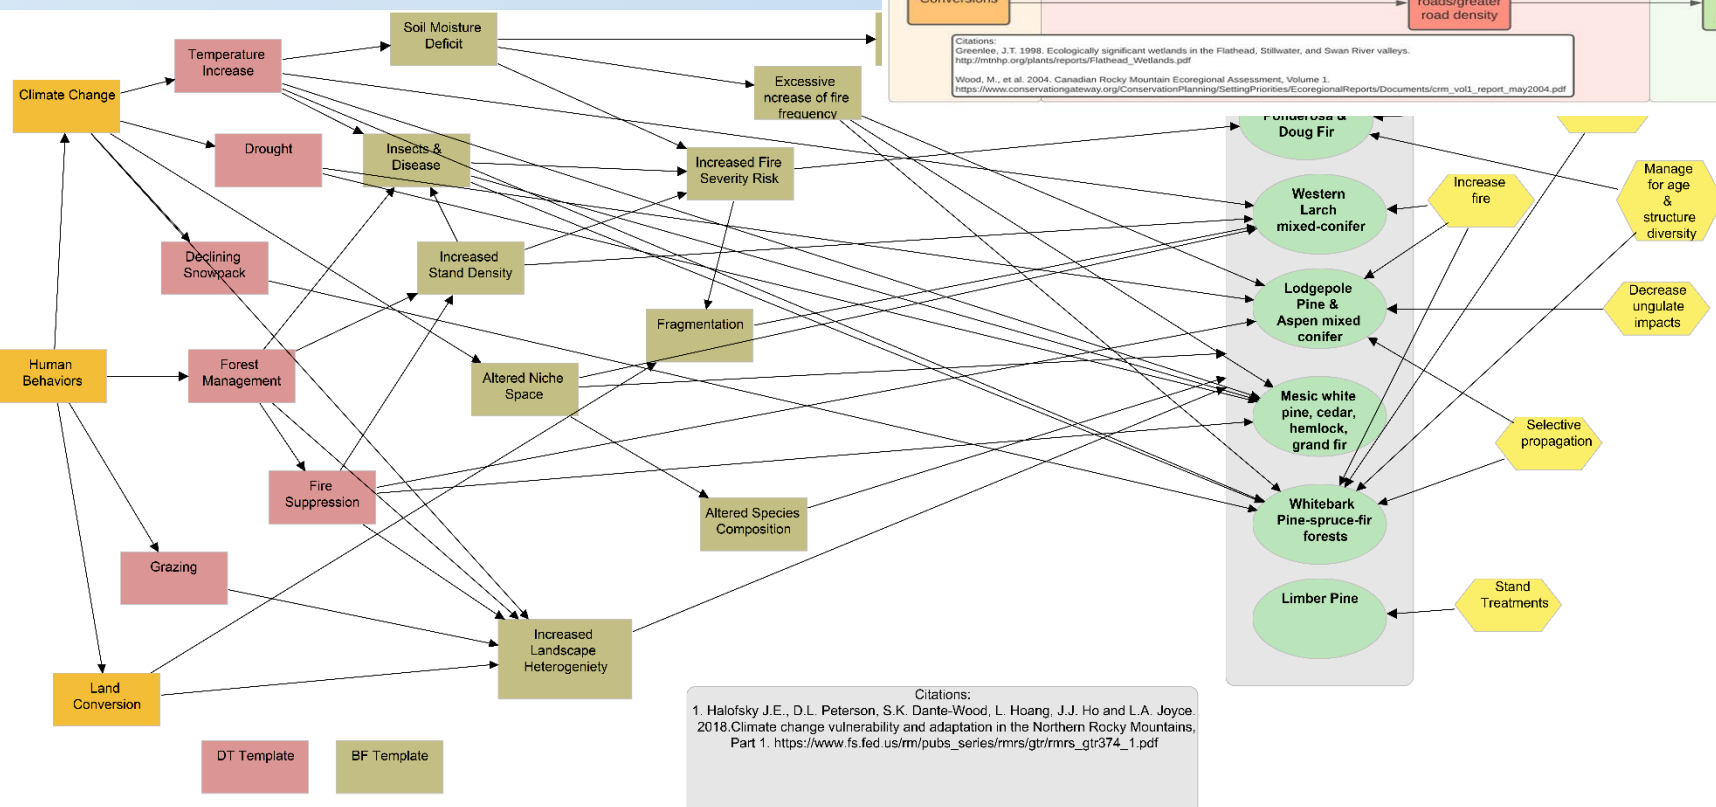 Conversions
roads/greater
road density
Citations:
Greenlee, J.T. 1998. Ecologically significant wetlands in the Flathead, Stillwater, and Swan River valleys.
http://mtnhp.org/plants/reports/Flathead_Wetlands.pdf
Wood, M., et al. 2004. Canadian Rocky Mountain Ecoregional Assessment, Volume 1.
https://www.conservationgateway.org/ConservationPlanning/SettingPriorities/EcoregionalReports/Documents/crm_vol1_report_may2004.pdf
Soil Moisture
Deficit
Temperature
Increase
Climate Change
Excessive
ncrease of fire
frequency
Drought
Insects &
Disease
Increased Fire
Severity Risk
Ponderosa &
Doug Fir
Western
Larch
mixed-conifer
Increase
fire
Manage
for age
&
structure
diversity
Declining
Snowpack
Increased
Stand Density
Lodgepole
Pine &
Aspen mixed
conifer
Decrease
ungulate
impacts
Fragmentation
Human
Behaviors
Forest
Management
Altered Niche
Space
Mesic white
pine, cedar,
hemlock,
grand fir
Selective
propagation
Fire
Suppression
Altered Species
Composition
Whitebark
Pine-spruce-fir
forests
Grazing
Limber Pine
Stand
Treatments
Increased
Landscape
Heterogeniety
Land
Conversion
Citations:
1. Halofsky J.E., D.L. Peterson, S.K. Dante-Wood, L. Hoang, J.J. Ho and L.A. Joyce.
2018.Climate change vulnerability and adaptation in the Northern Rocky Mountains,
Part 1. https://www.fs.fed.us/rm/pubs_series/rmrs/gtr/rmrs_gtr374_1.pdf
DT Template
BF Template